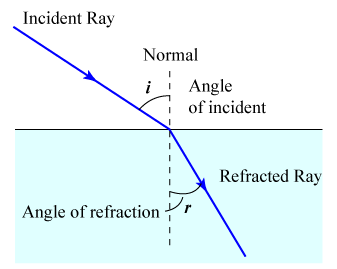 Incident Ray
Normal
i
Angle
of incident
Refracted Ray
Angle of refraction
r